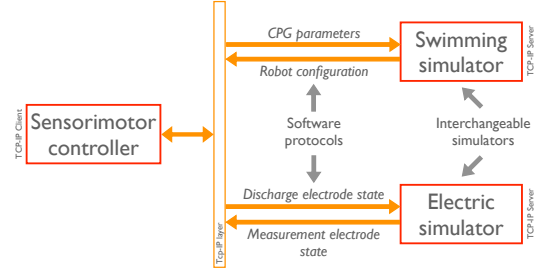 CPG parameters
Robot configuration
Swimming
simulator
TCP-IP Server
TCP-IP Client
Sensorimotor
controller
Software
protocols
Interchangeable
simulators
Discharge electrode state
Measurement electrode
state
Electric
simulator
TCP-IP Server
Tcp-IP layer